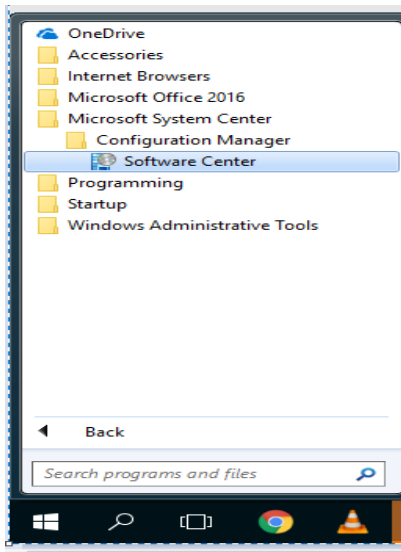 OneDrive
Accessories
Internet Browsers
Microsoft Office 2016
Microsoft System Center
Configuration Manager
Software Center
Programming
Startup
Windows Administrative Tools
Back
Search programs and files